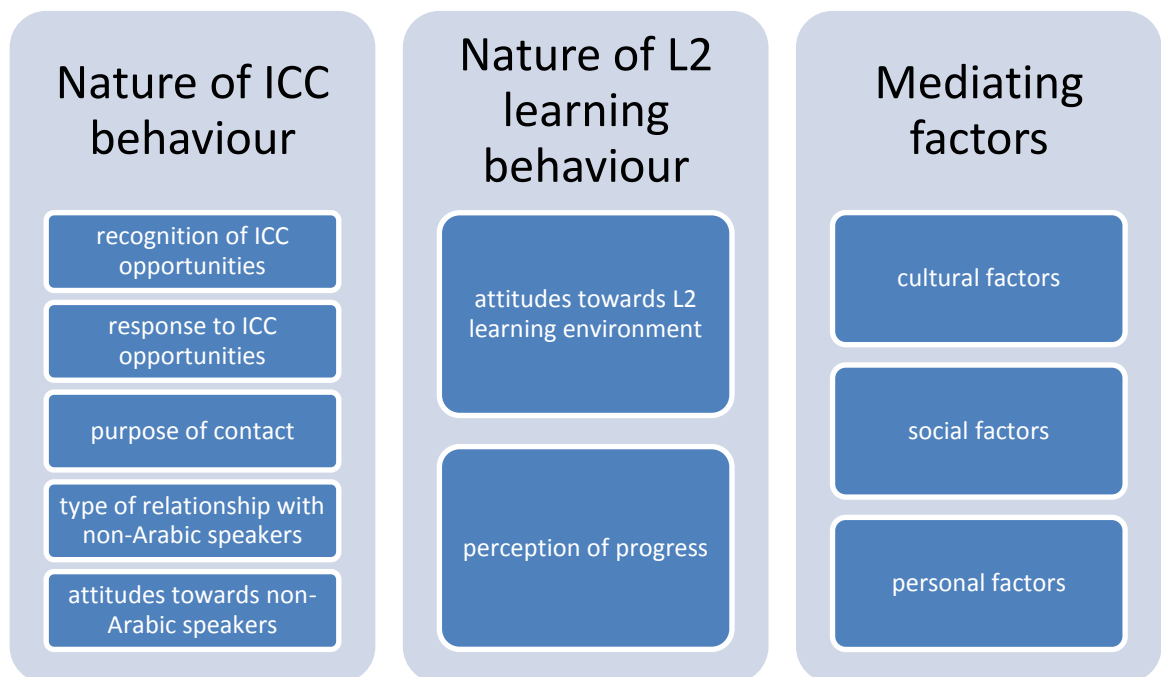 Nature of ICC
behaviour
recognition of ICC
opportunities
response to ICC
opportunities
purpose of contact
type of relationship with
non-Arabic speakers
attitudes towards non-
Arabic speakers
Nature of L2
learning
behaviour
attitudes towards L2
learning environment
perception of progress
Mediating
factors
cultural factors
social factors
personal factors